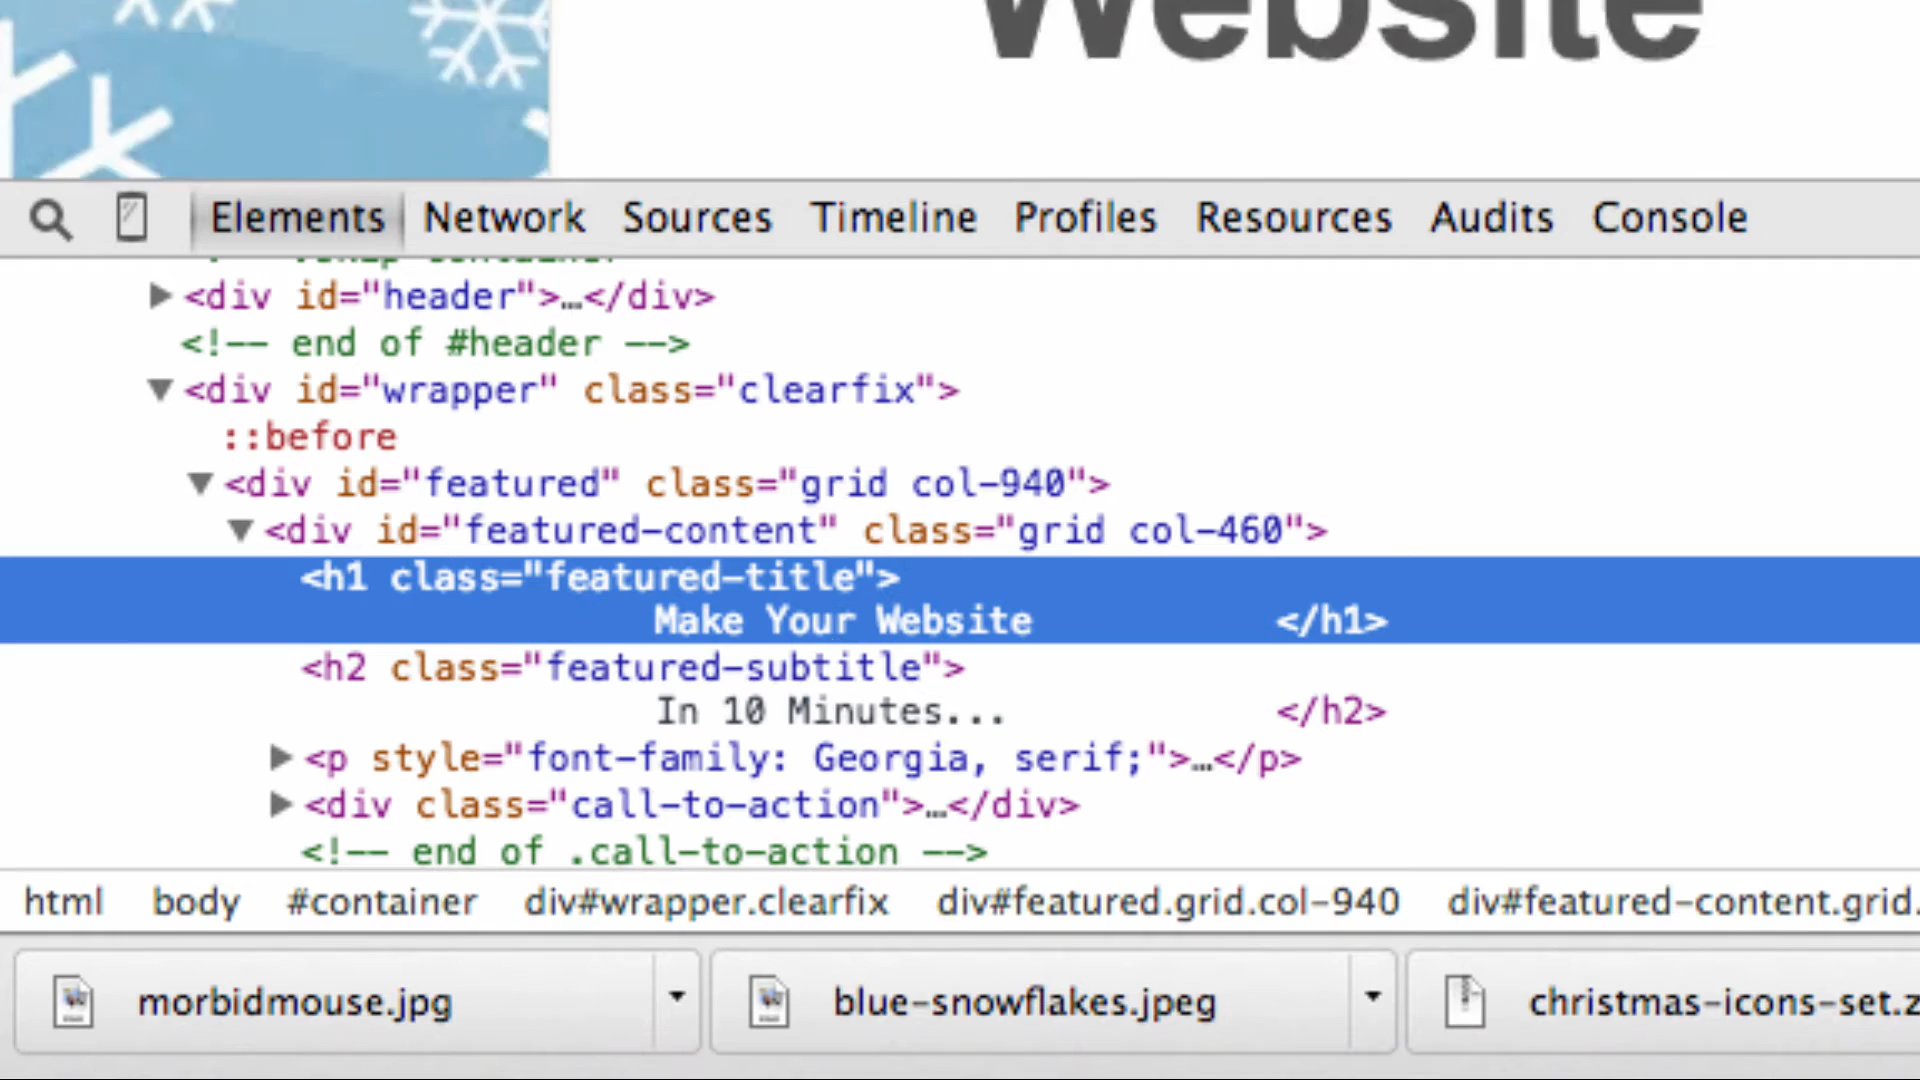 Website
Elements Network Sources Timeline Profiles Resources Audits Console
<div id="header">…</div>
<!-- end of #header -->
<div id="wrapper" class="clearfix">
::before
<div id="featured" class="grid col-940">
<div id="featured-content" class="grid col-460">
<h1 class="featured-title">
Make Your Website </h1>
<h2 class="featured-subtitle">
In 10 Minutes... </h2>
<p style="font-family: Georgia, serif;">…</p>
<div class="call-to-action">…</div>
<!-- end of .call-to-action -->
html body #container div#wrapper.clearfix div#featured.grid.col-940 div#featured-content.grid.
morbidmouse.jpg blue-snowflakes.jpeg christmas-icons-set.z